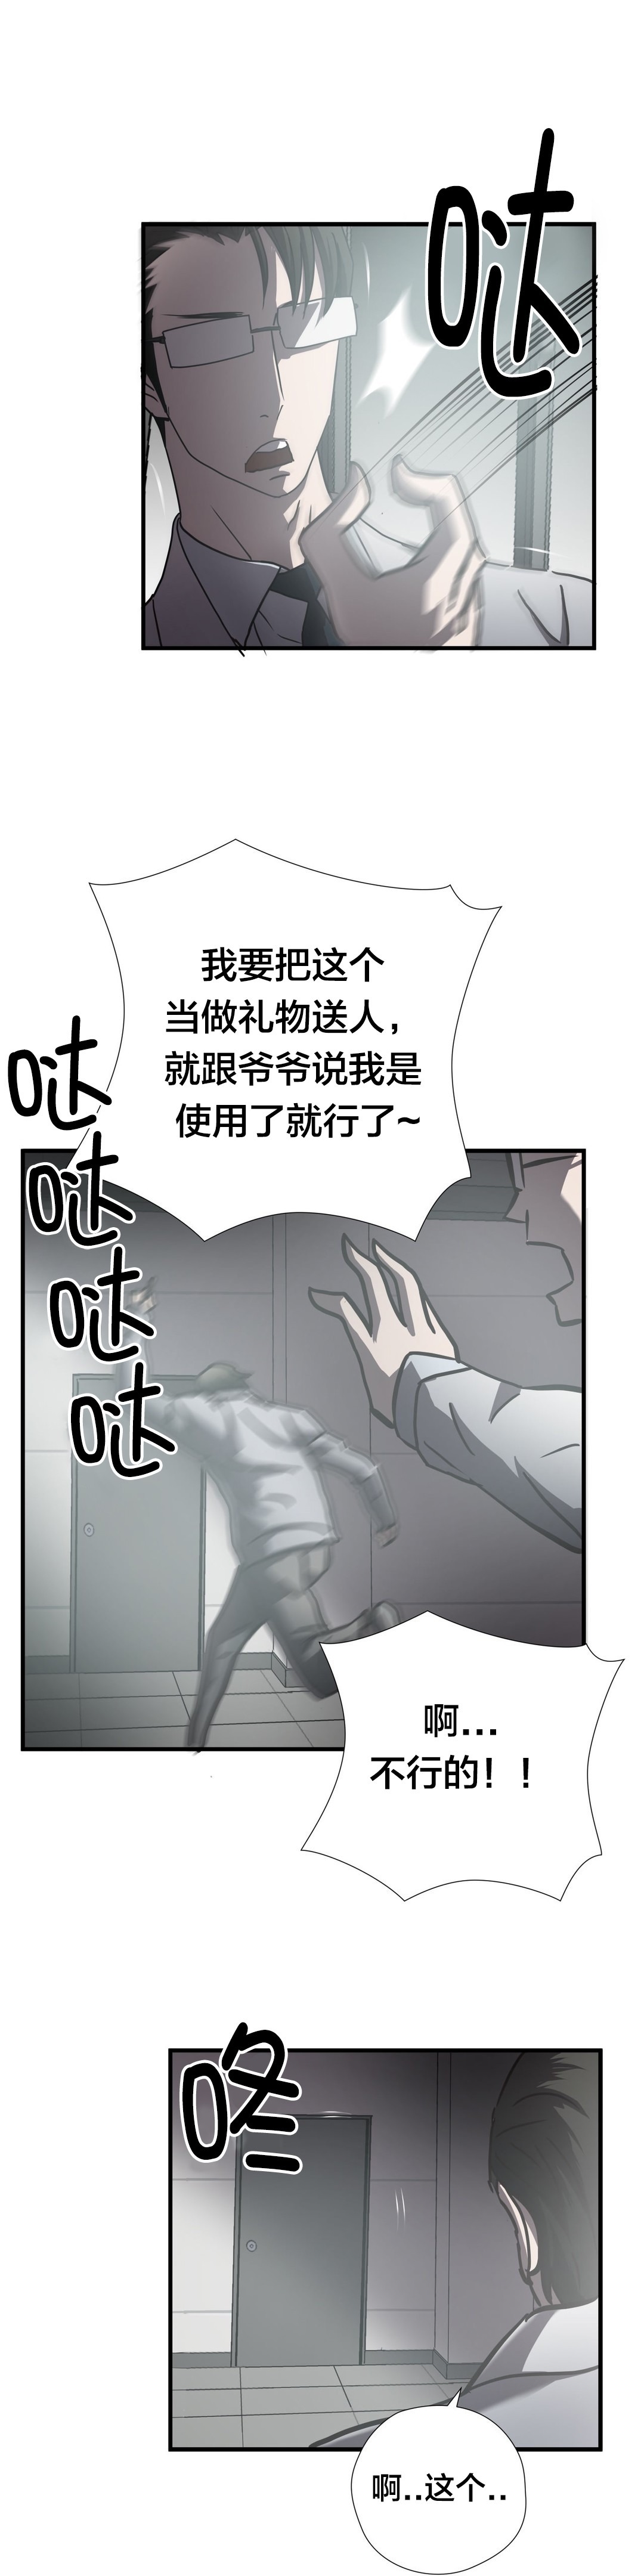 哒
我要把这个
当做礼物送人，
就跟爷爷说我是
使用了就行了~
哒
哒
哒
哒
啊...
不行的！！
咚
啊..这个..